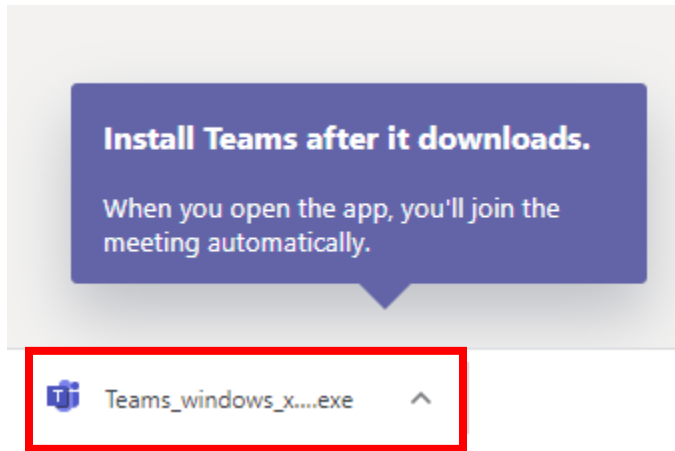 Install Teams after it downloads.
When you open the app, you'll join the
meeting automatically.
Teams_windows_x....exe